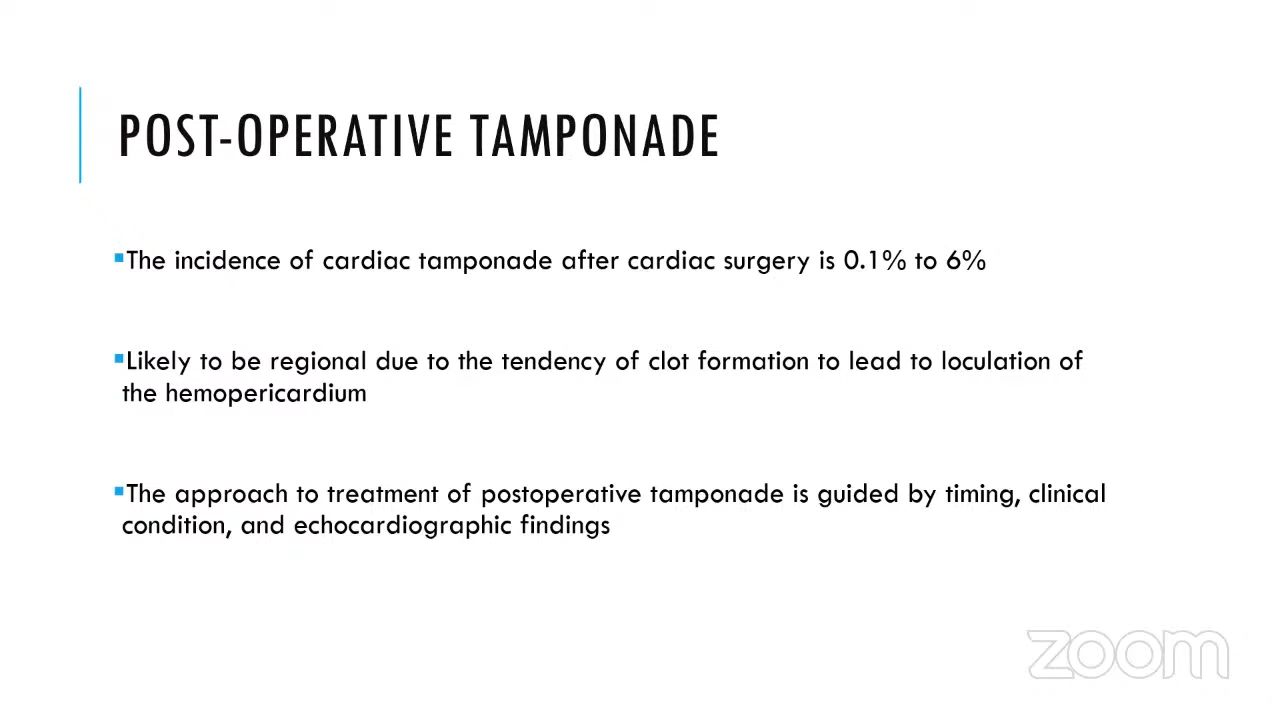 POST-OPERATIVE TAMPONADE
▪The incidence of cardiac tamponade after cardiac surgery is 0.1% to 6%
▪Likely to be regional due to the tendency of clot formation to lead to loculation of
the hemopericardium
▪The approach to treatment of postoperative tamponade is guided by timing, clinical
condition, and echocardiographic findings
zoom